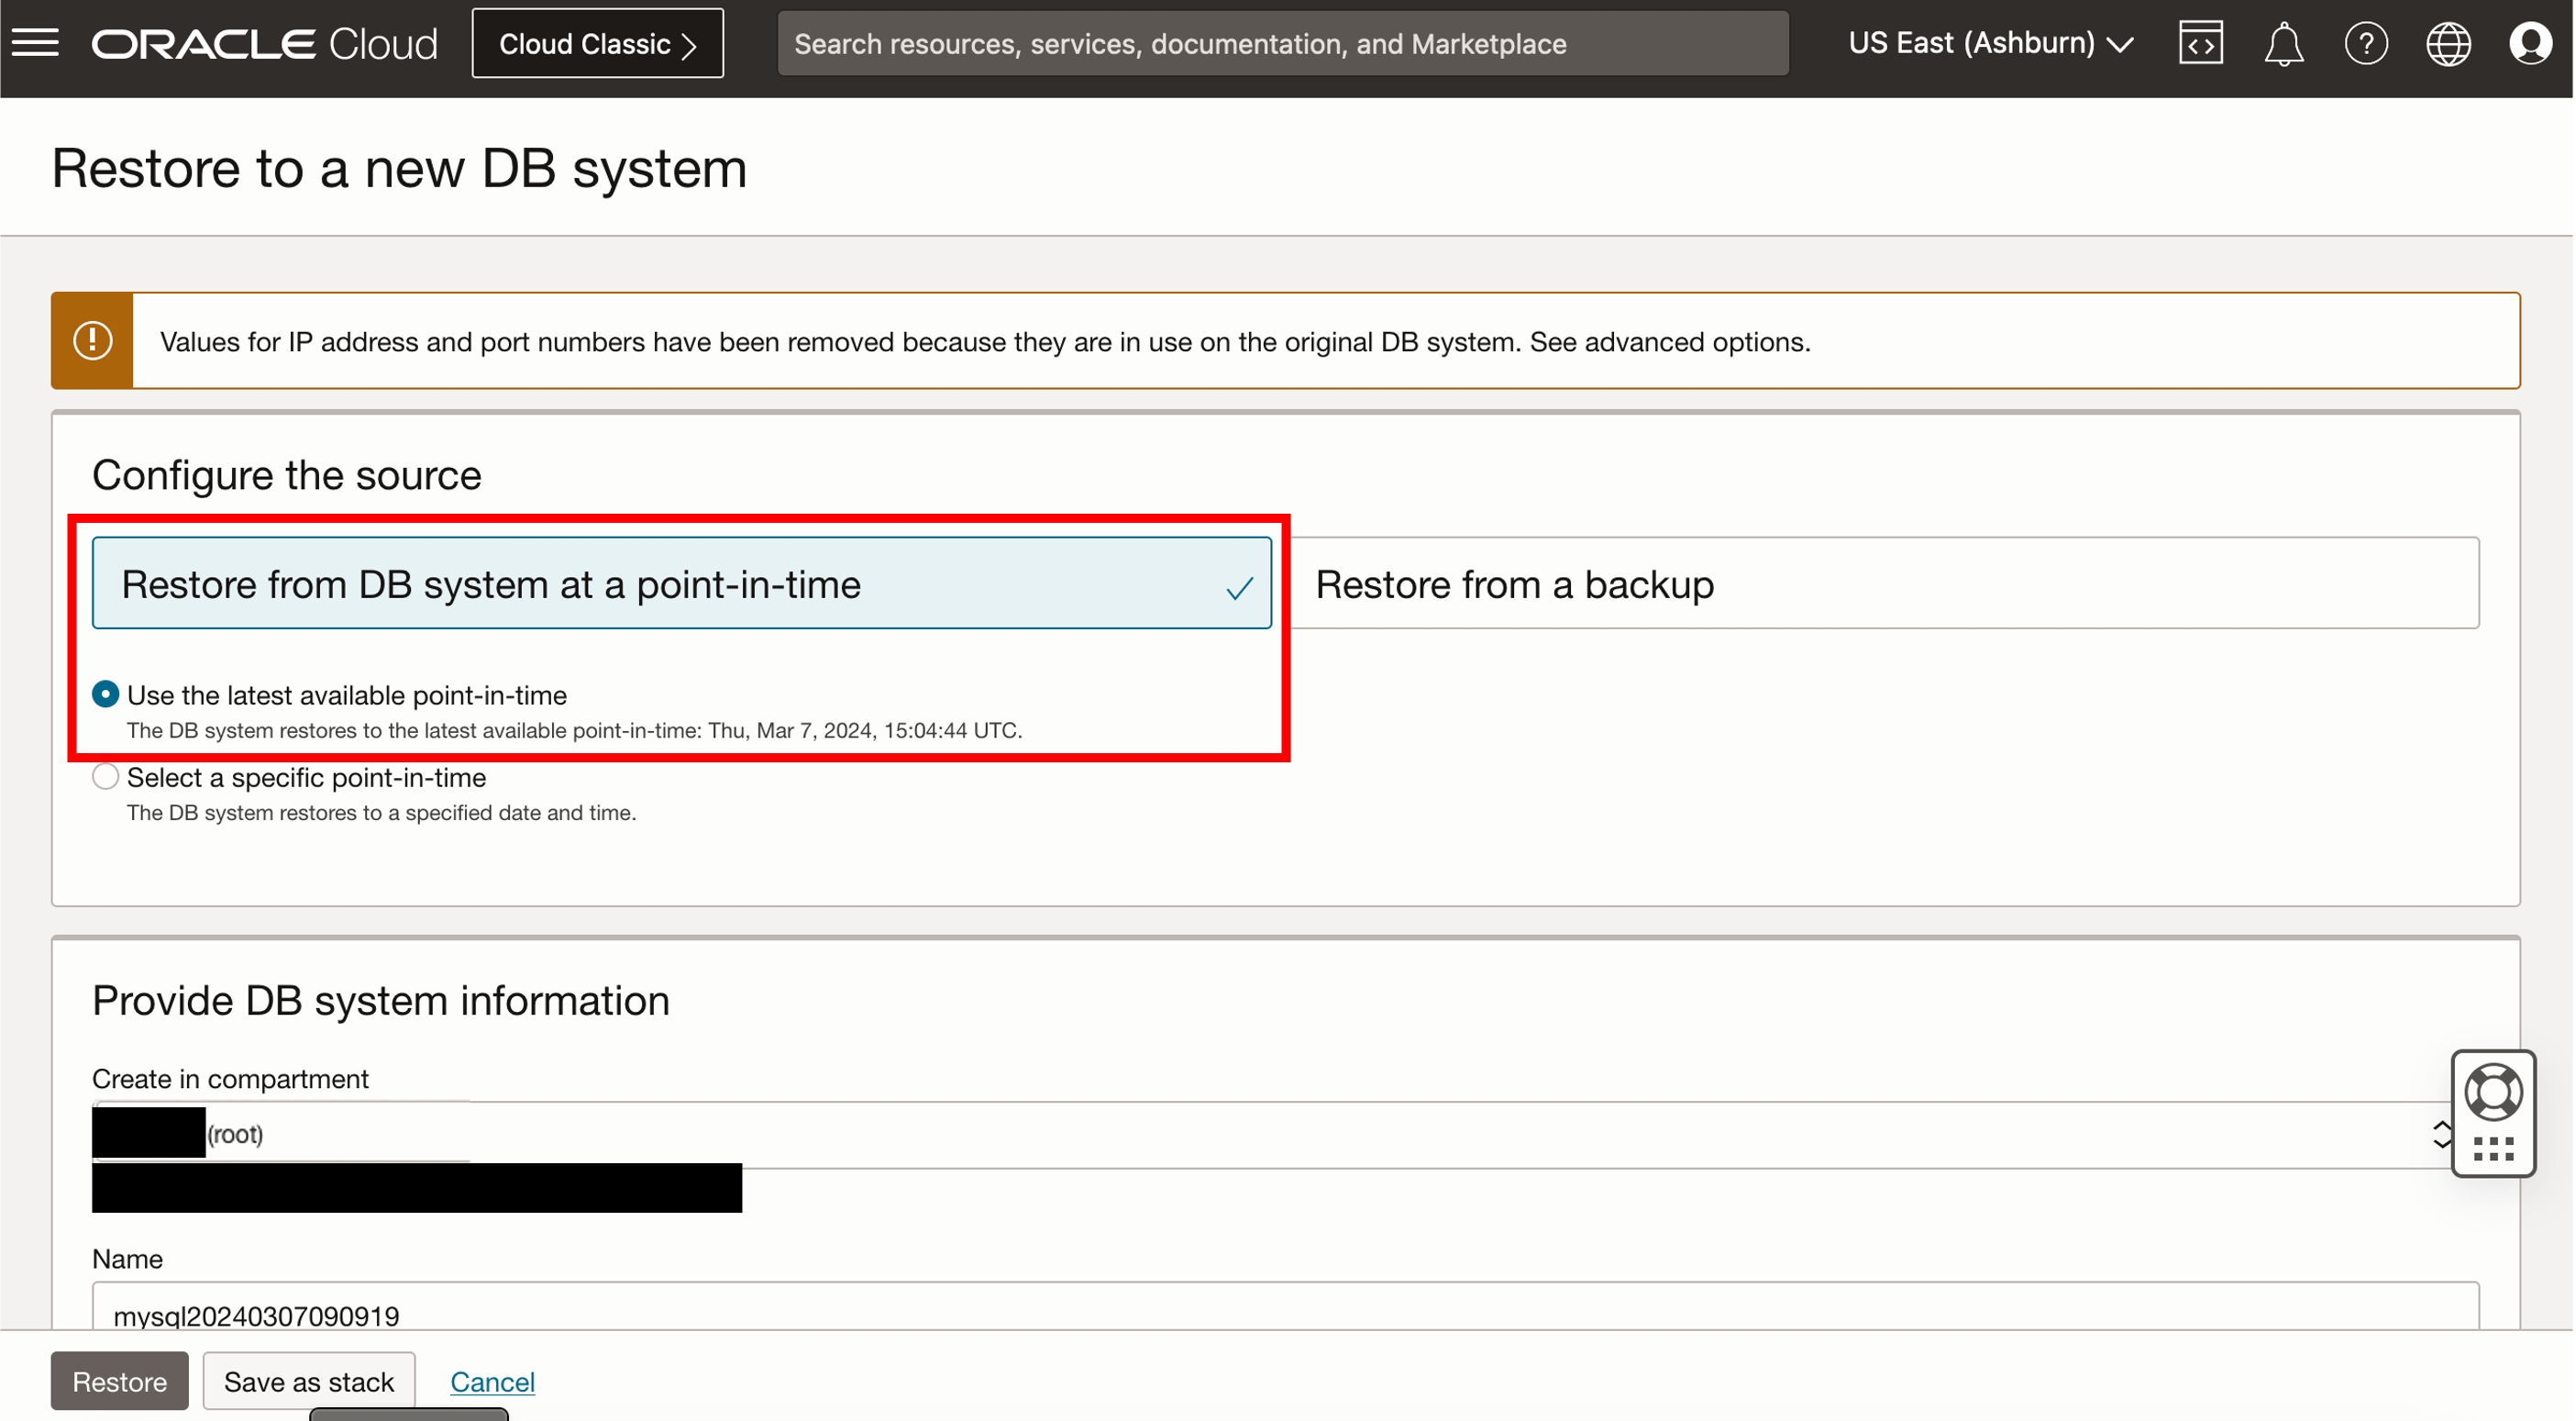 ORACLE Cloud
Cloud Classic
Search resources, services, documentation, and Marketplace
US East (Ashburn)
Restore to a new DB system
Values for IP address and port numbers have been removed because they are in use on the original DB system. See advanced options.
Configure the source
Restore from DB system at a point-in-time
Restore from a backup
Use the latest available point-in-time
The DB system restores to the latest available point-in-time: Thu, Mar 7, 2024, 15:04:44 UTC.
Select a specific point-in-time
The DB system restores to a specified date and time.
Provide DB system information
Create in compartment
(root)
Name
mysql20240307090919
Restore
Save as stack
Cancel